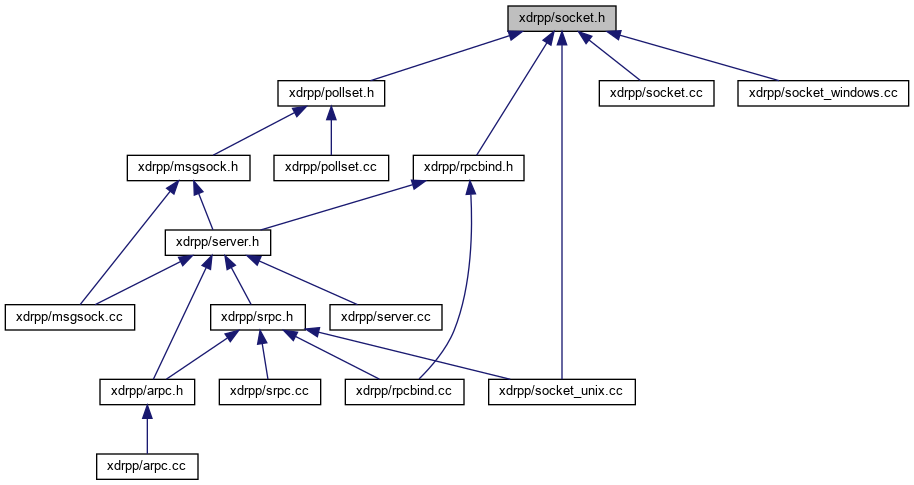 xdrpp/socket.h
xdrpp/pollset.h
xdrpp/socket.cc
xdrpp/socket_windows.cc
xdrpp/msgsock.h
xdrpp/pollset.cc
xdrpp/rpcbind.h
xdrpp/server.h
xdrpp/msgsock.cc
xdrpp/srpc.h
xdrpp/server.cc
xdrpp/arpc.h
xdrpp/srpc.cc
xdrpp/rpcbind.cc
xdrpp/socket_unix.cc
xdrpp/arpc.cc